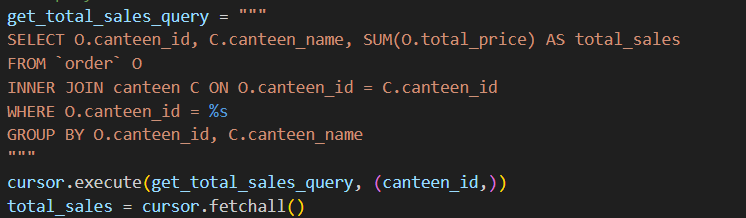 get_total_sales_query = """
SELECT O.canteen_id, C.canteen_name, SUM(O.total_price) AS total_sales
FROM `order` O
INNER JOIN canteen C ON O.canteen_id = C.canteen_id
WHERE O.canteen_id = %s
GROUP BY O.canteen_id, C.canteen_name
"""
cursor.execute(get_total_sales_query, (canteen_id,))
total_sales = cursor.fetchall()